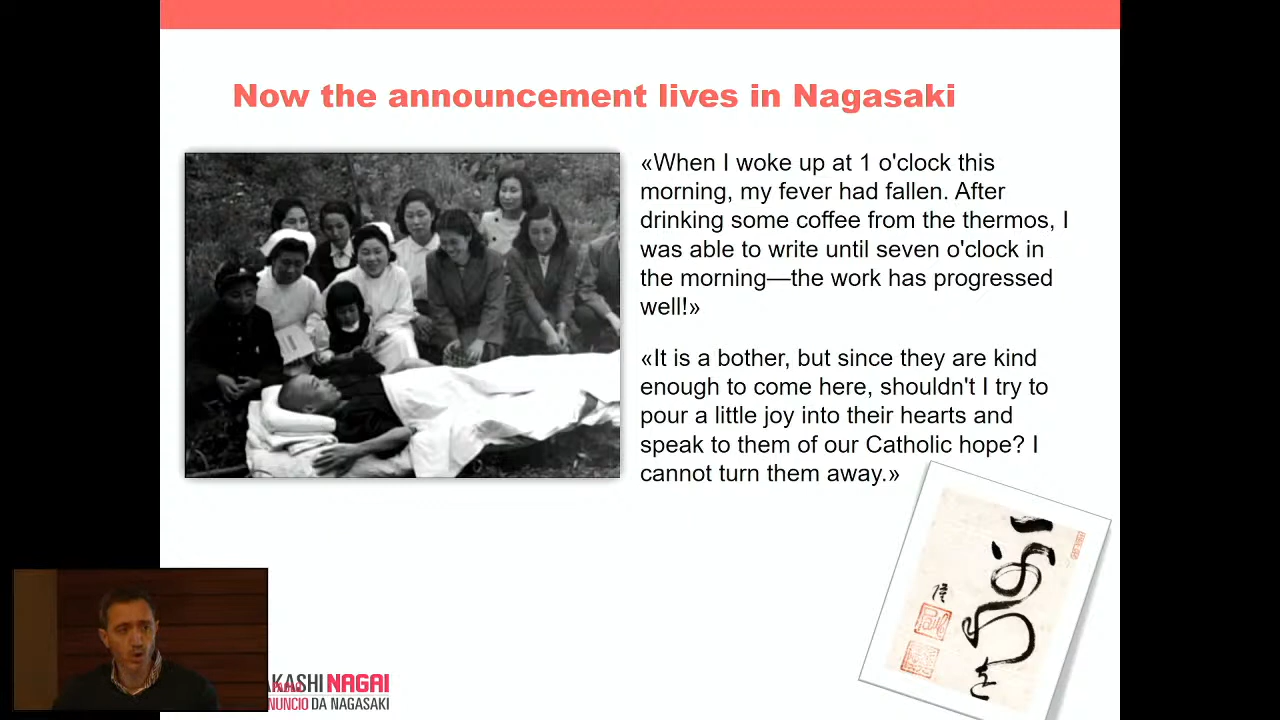 Now the announcement lives in Nagasaki
«When I woke up at 1 o'clock this
morning, my fever had fallen. After
drinking some coffee from the thermos, I
was able to write until seven o'clock in
the morning—the work has progressed
well!»
«It is a bother, but since they are kind
enough to come here, shouldn't I try to
pour a little joy into their hearts and
speak to them of our Catholic hope? I
cannot turn them away.»
AKASHI NAGAI
NUNCIO DA NAGASAKI